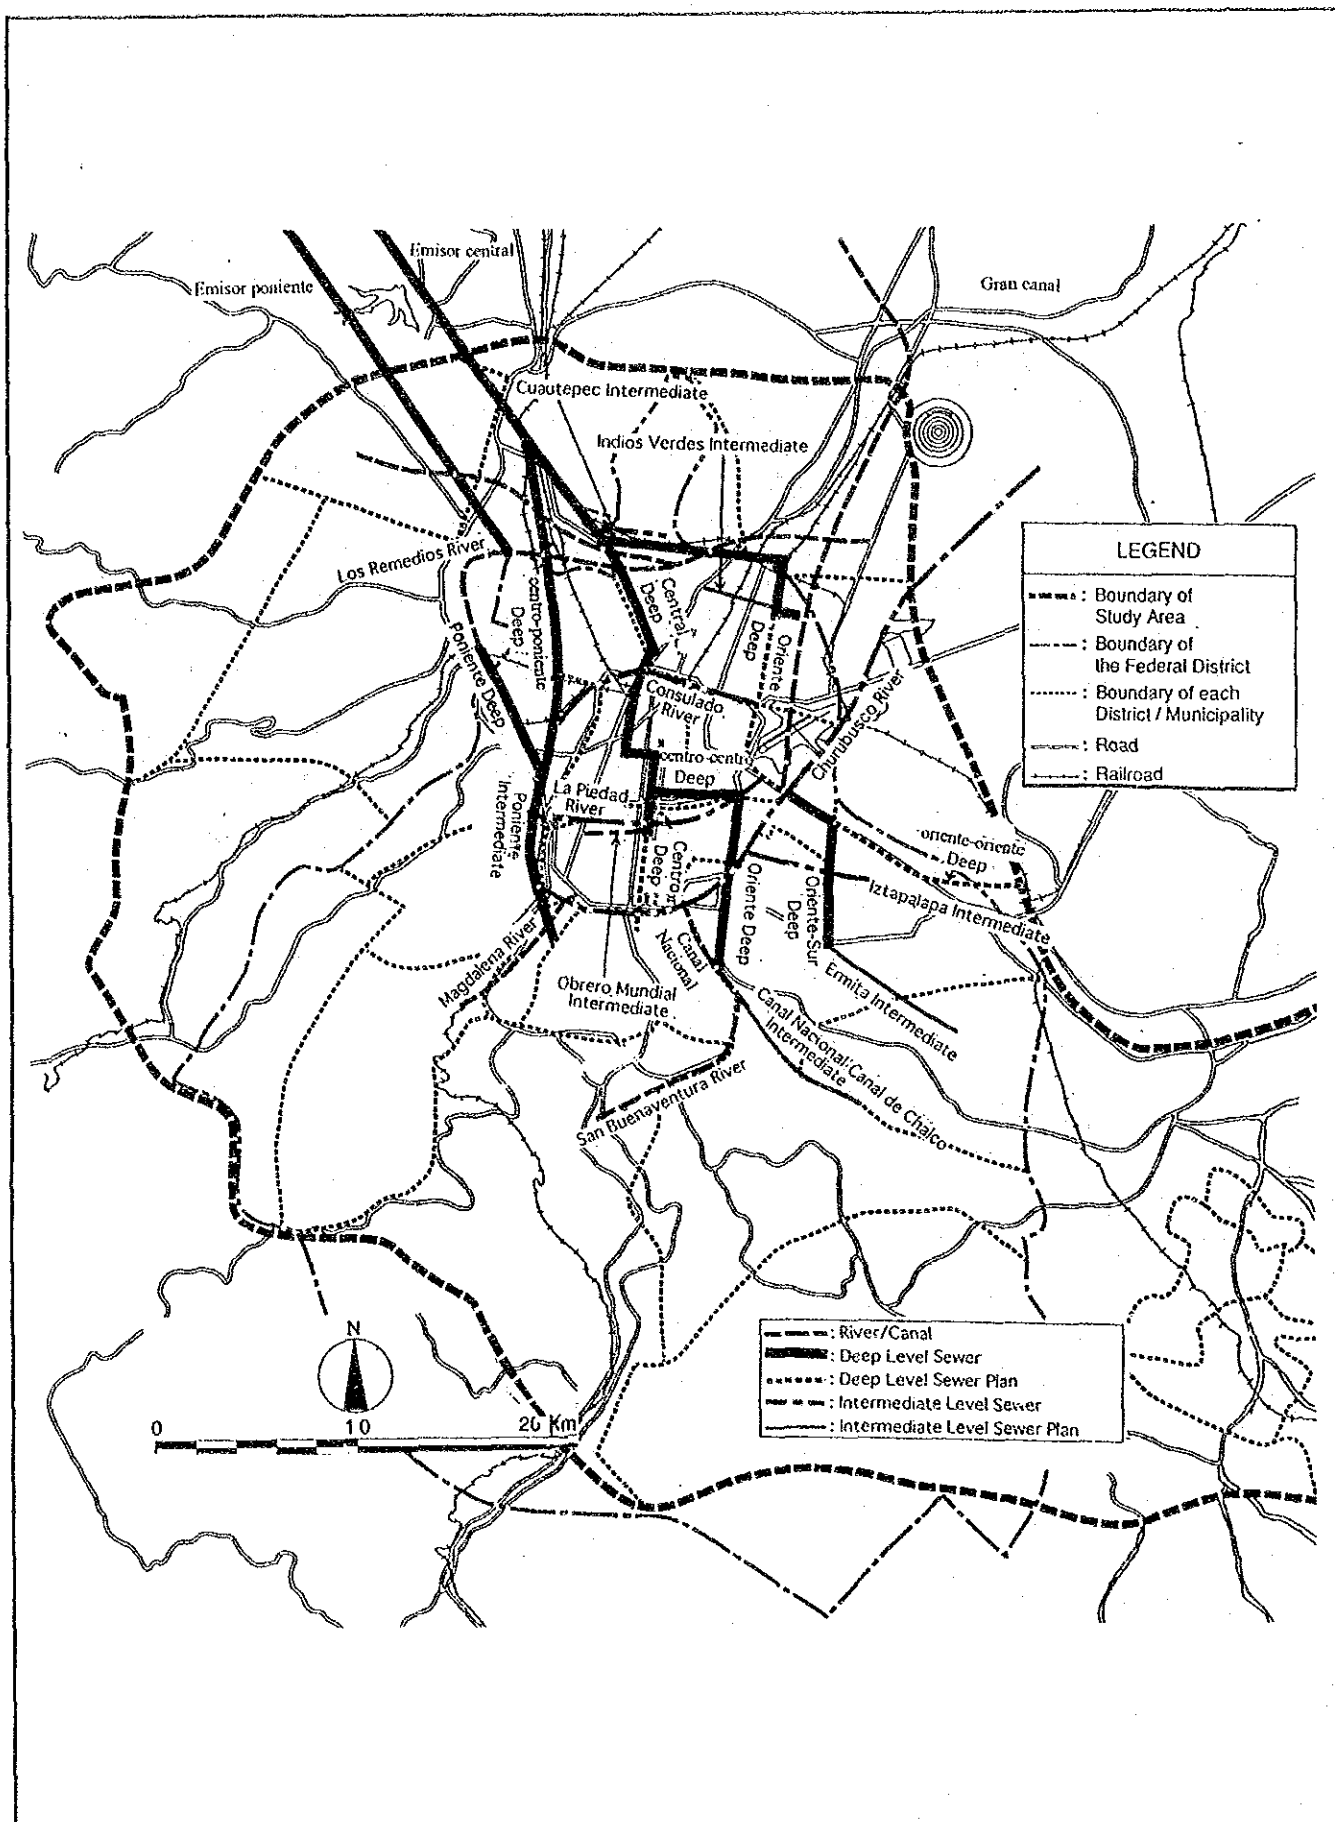 Emisor central
Emisor poniente
Gran canal
Cuautepec Intermediate
Indios Verdes Intermediate
LEGEND
: Boundary of
Study Area
: Boundary of
the Federal District
: Boundary of each
District / Municipality
: Road
: Railroad
Los Remedios River
centro-poniente
Deep
Poniente Deep
Central
Deep
Oriente
Deep
Consulado
River
Churubusco River
centro-centro
Deep
La Piedad
River
Poniente
Intermediate
oriente-oriente
Deep
Centro
Deep
Oriente Deep
Oriente-Sur
Deep
Iztapalapa Intermediate
Magdalena River
Canal
Nacional
Obrero Mundial
Intermediate
Ermita Intermediate
Canal Nacional·Canal de Chalco
Intermediate
San Buenaventura River
N
0 10 20 Km
: River/Canal
: Deep Level Sewer
: Deep Level Sewer Plan
: Intermediate Level Sewer
: Intermediate Level Sewer Plan